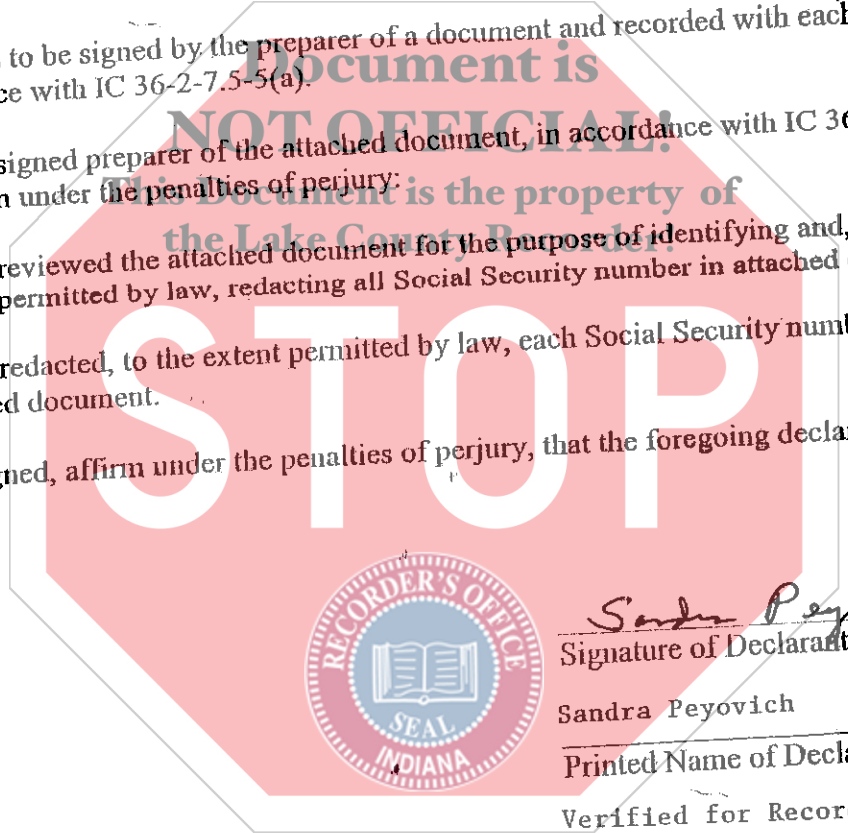 to be signed by the preparer of a document and recorded with each
ce with IC 36-2-7.5-5(a).
Document is
NOT OFFICIAL!
signed preparer of the attached document, in accordance with IC 36
n under the penalties of perjury:
This Document is the property of
the Lake County Recorder!
reviewed the attached document for the purpose of identifying and,
permitted by law, redacting all Social Security number in attached
STOP
redacted, to the extent permitted by law, each Social Security numb
ed document.
gned, affirm under the penalties of perjury, that the foregoing decla
RECORDER'S OFFICE
SEAL
INDIANA
Sandra Pey
Signature of Declarant
Sandra Peyovich
Printed Name of Decla
Verified for Recor